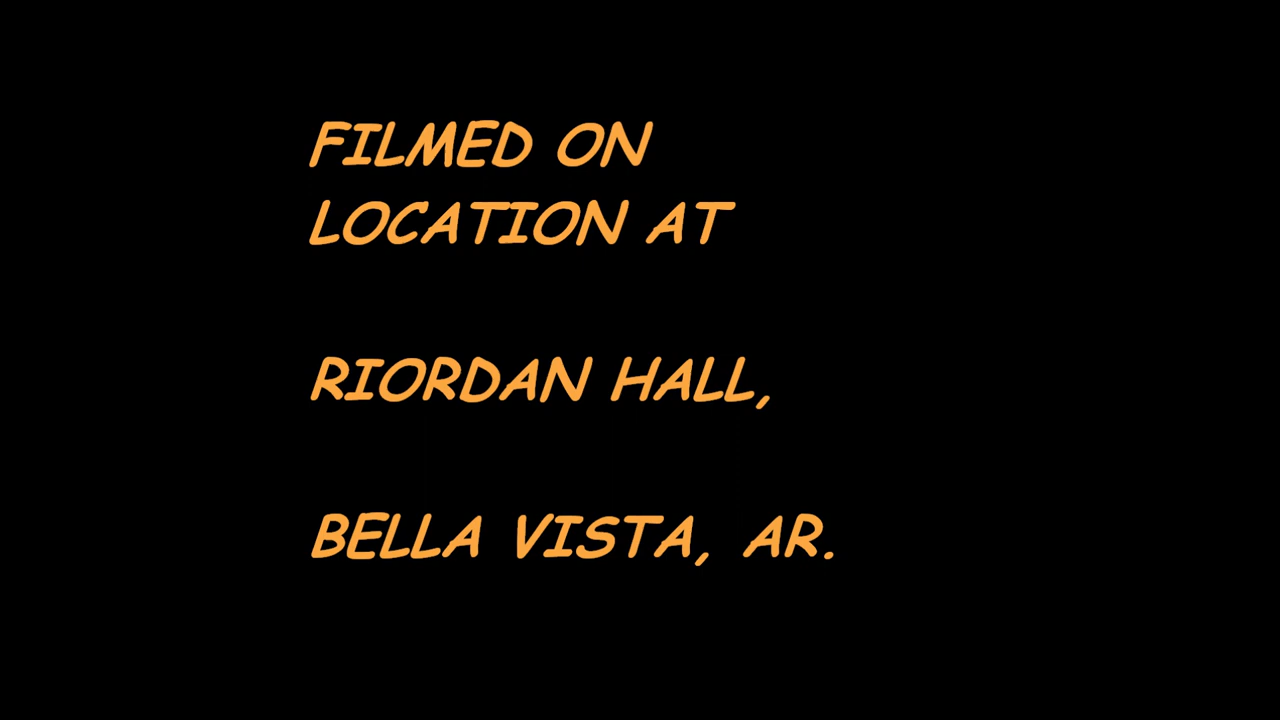 FILMED ON
LOCATION AT
RIORDAN HALL,
BELLA VISTA, AR.